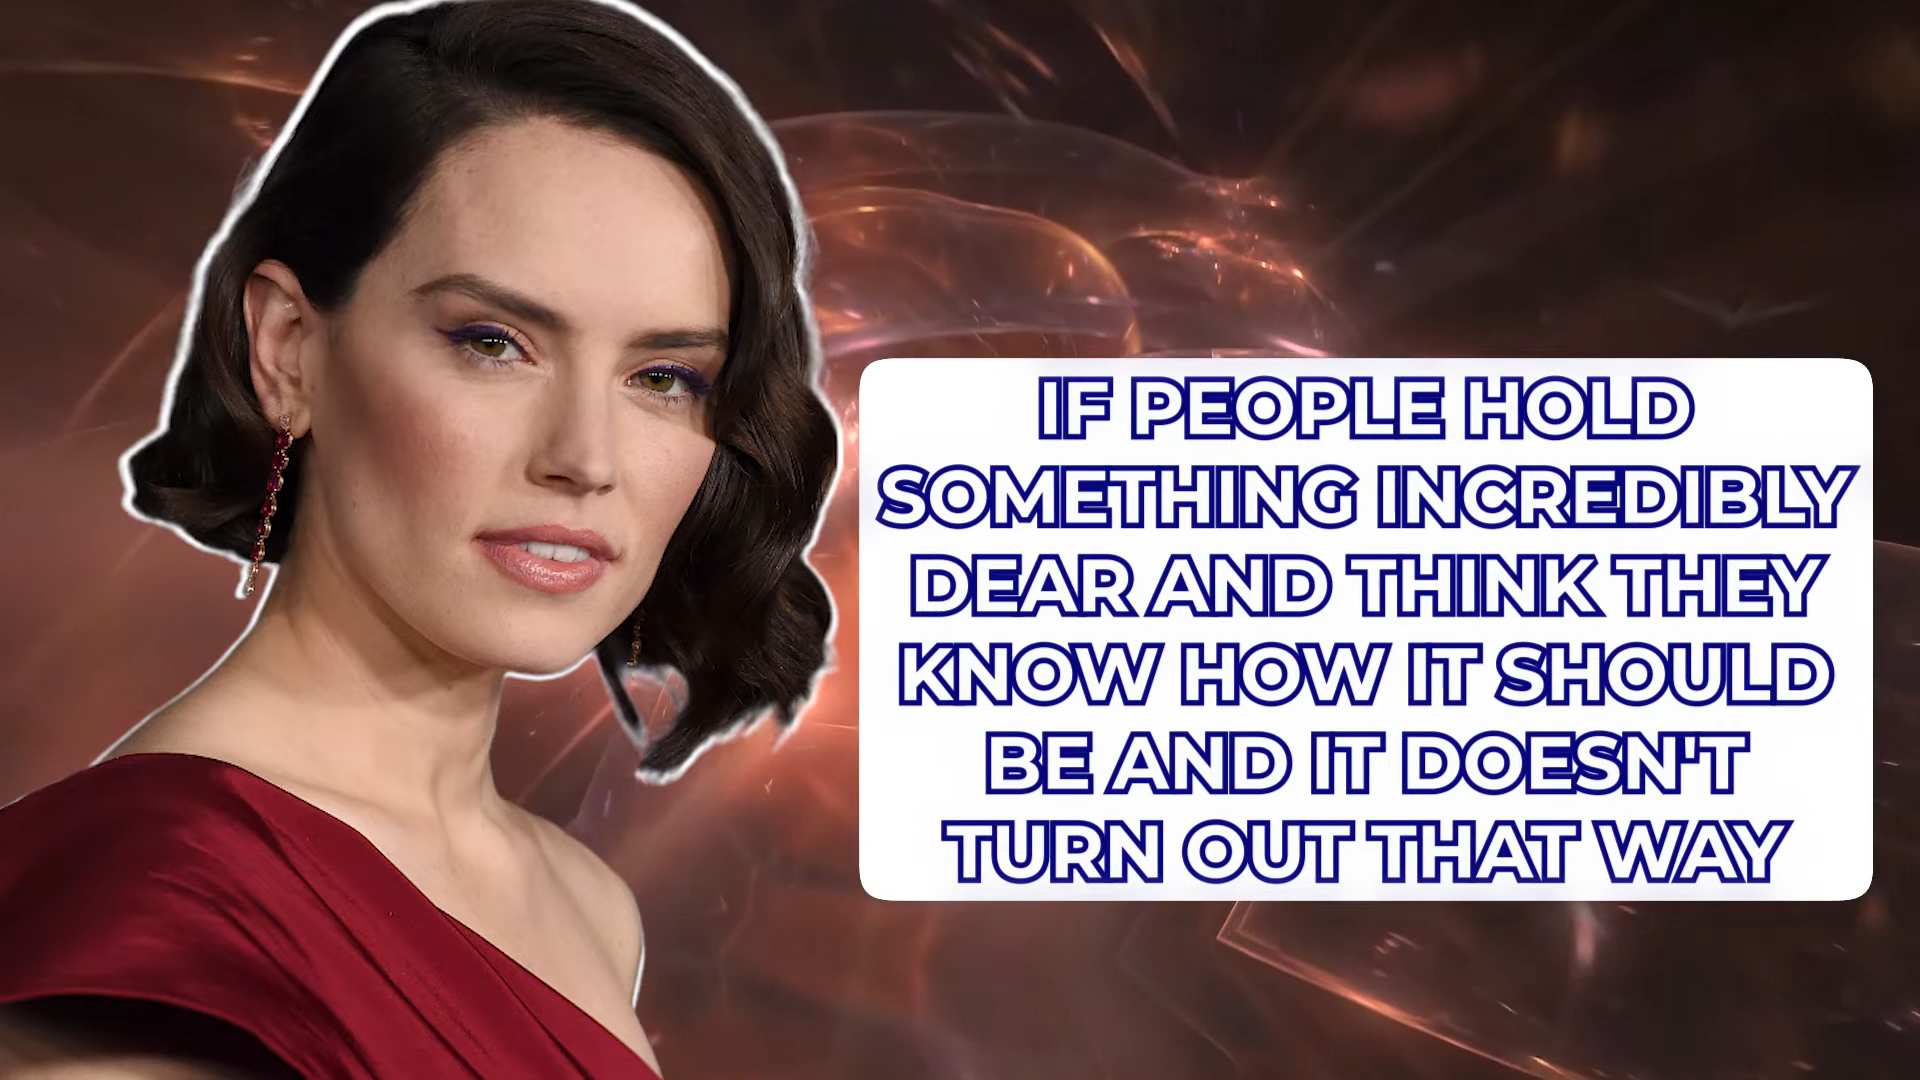 IF PEOPLE HOLD
SOMETHING INCREDIBLY
DEAR AND THINK THEY
KNOW HOW IT SHOULD
BE AND IT DOESN'T
TURN OUT THAT WAY